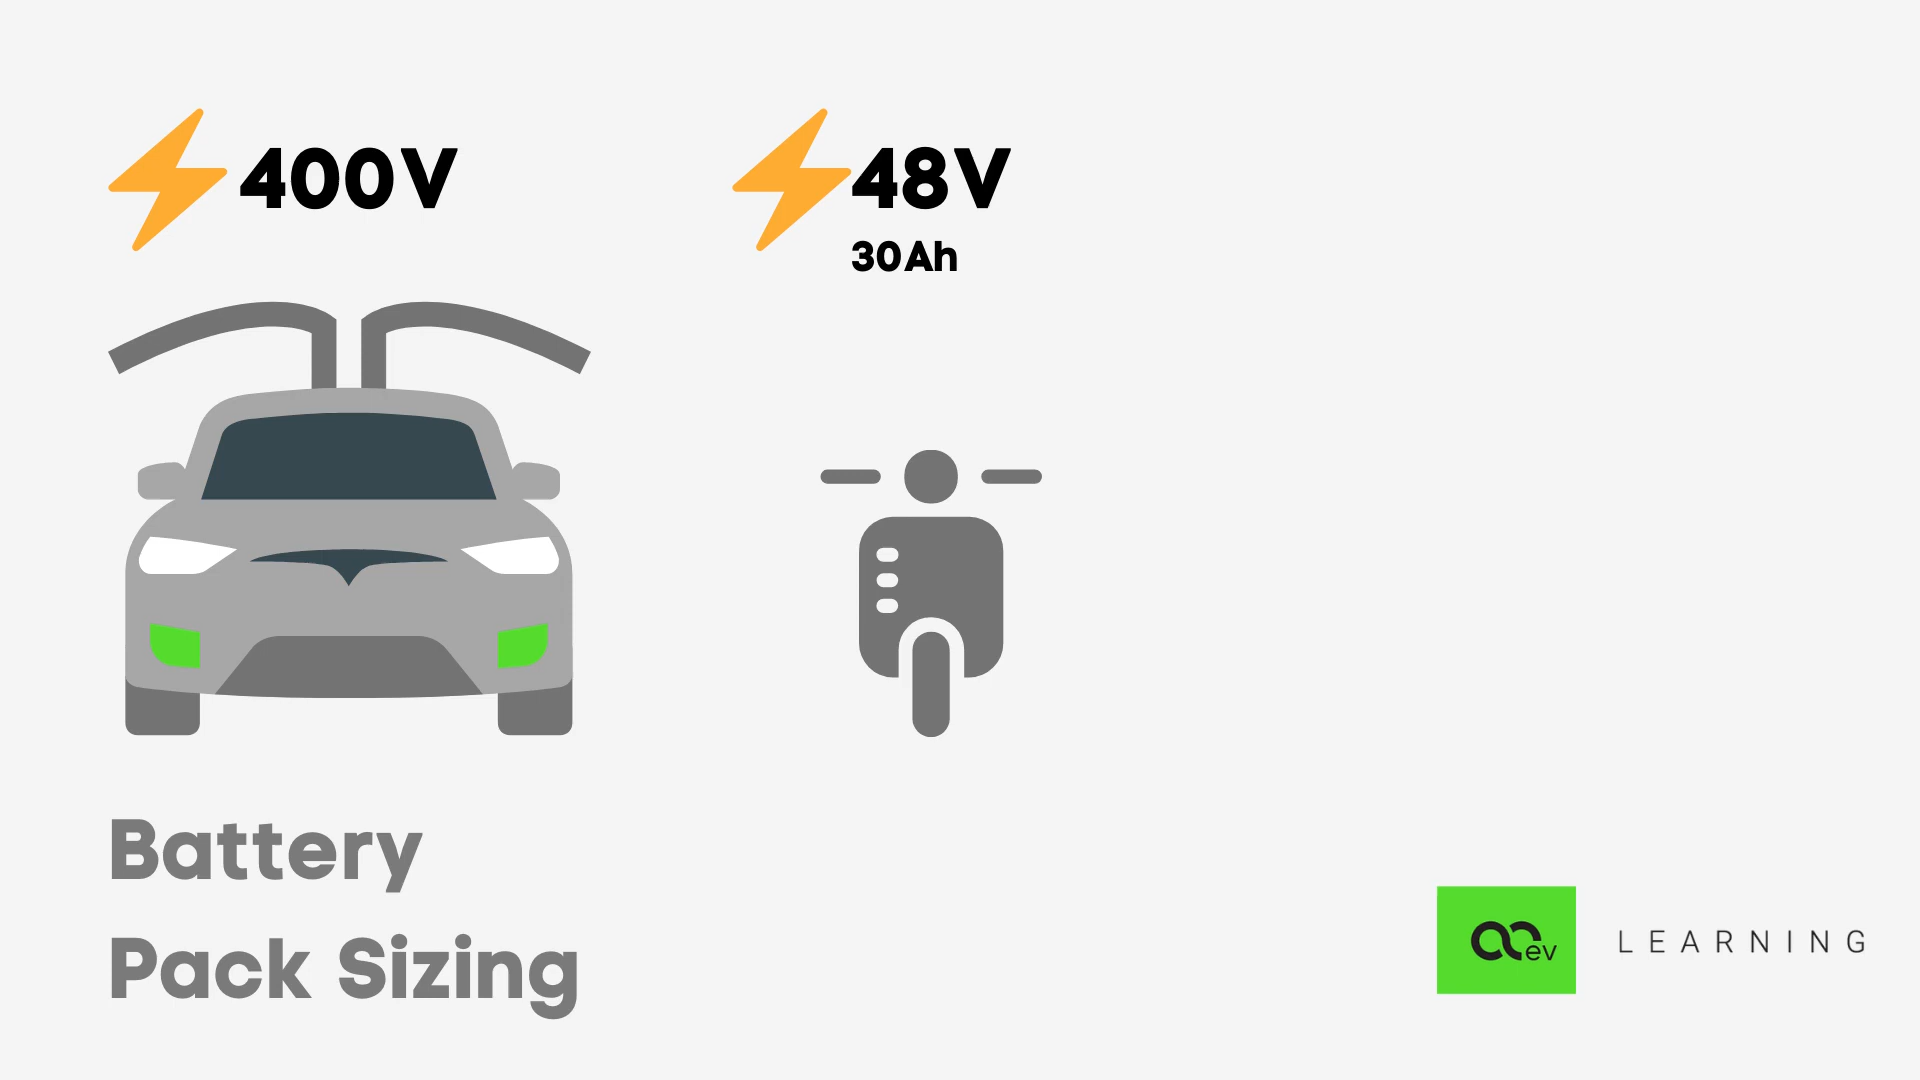 400V
48V
30Ah
Battery
Pack Sizing
ev
LEARNING